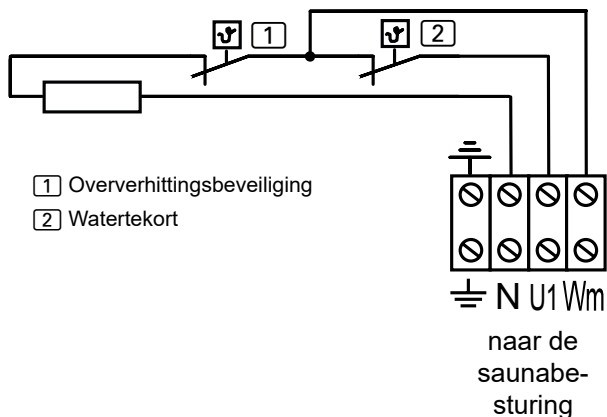 ϑ 1 ϑ 2
1 Oververhittingsbeveiliging
2 Watertekort
N U1 Wm
naar de
saunabe-
sturing